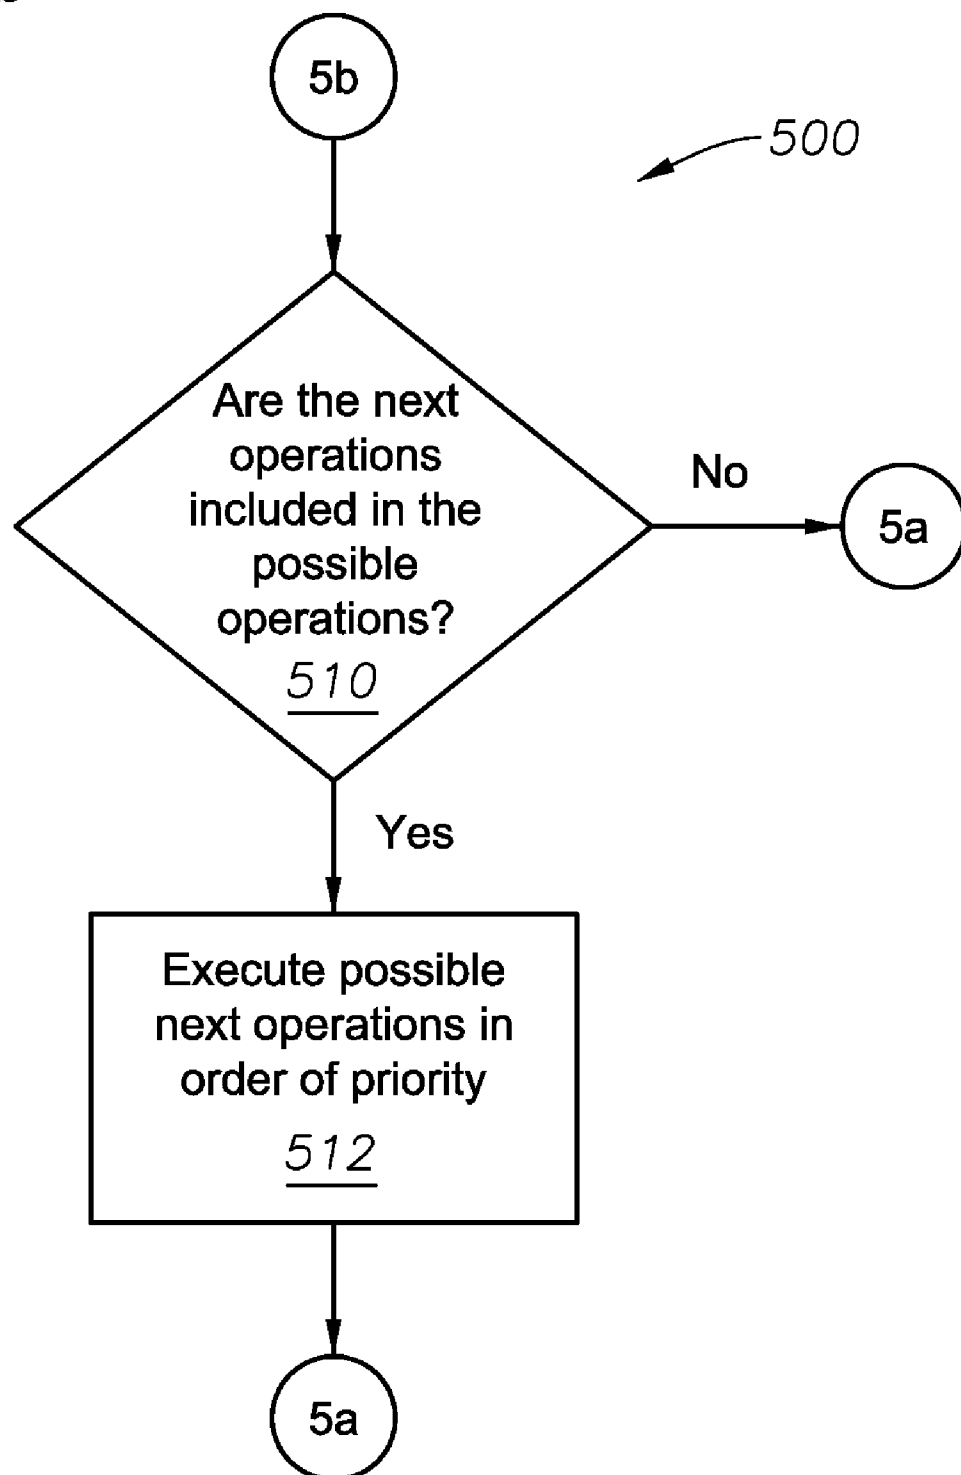 5b
500
Are the next
operations
included in the
possible
operations?
510
No
5a
Yes
Execute possible
next operations in
order of priority
512
5a